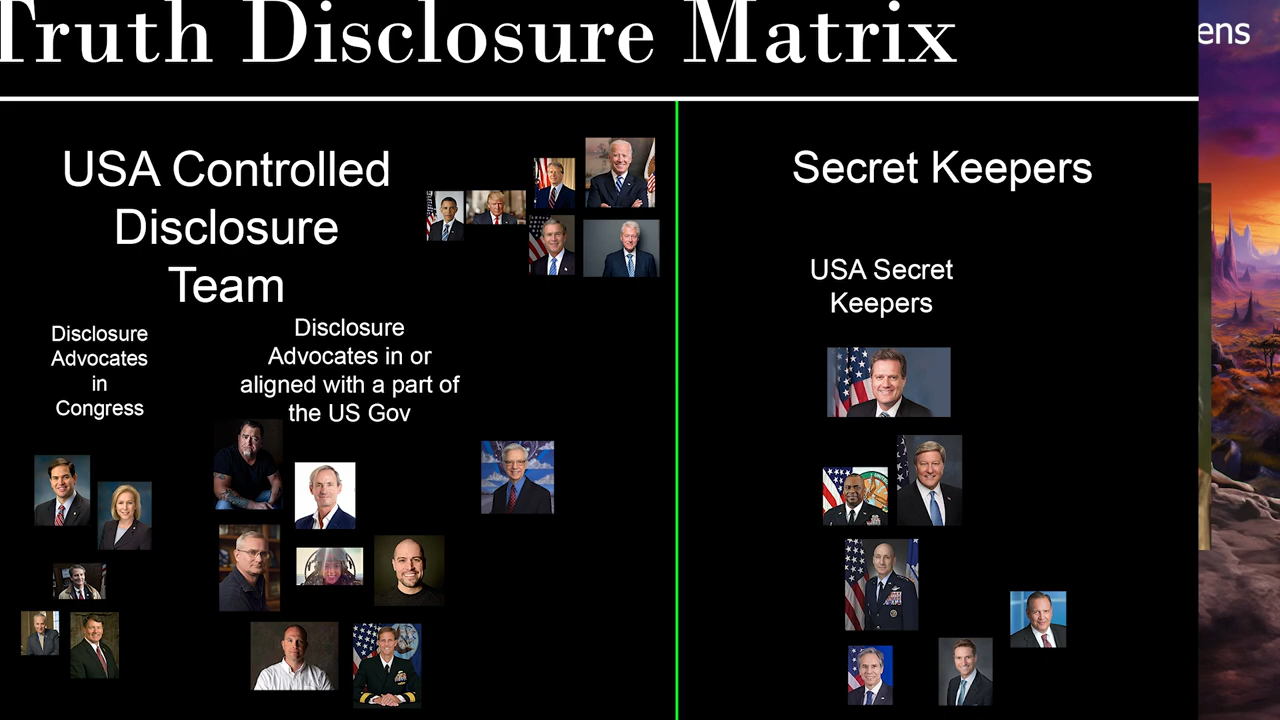 Truth Disclosure Matrix
ens
USA Controlled
Disclosure
Team
Secret Keepers
USA Secret
Keepers
Disclosure
Advocates
in
Congress
Disclosure
Advocates in or
aligned with a part of
the US Gov